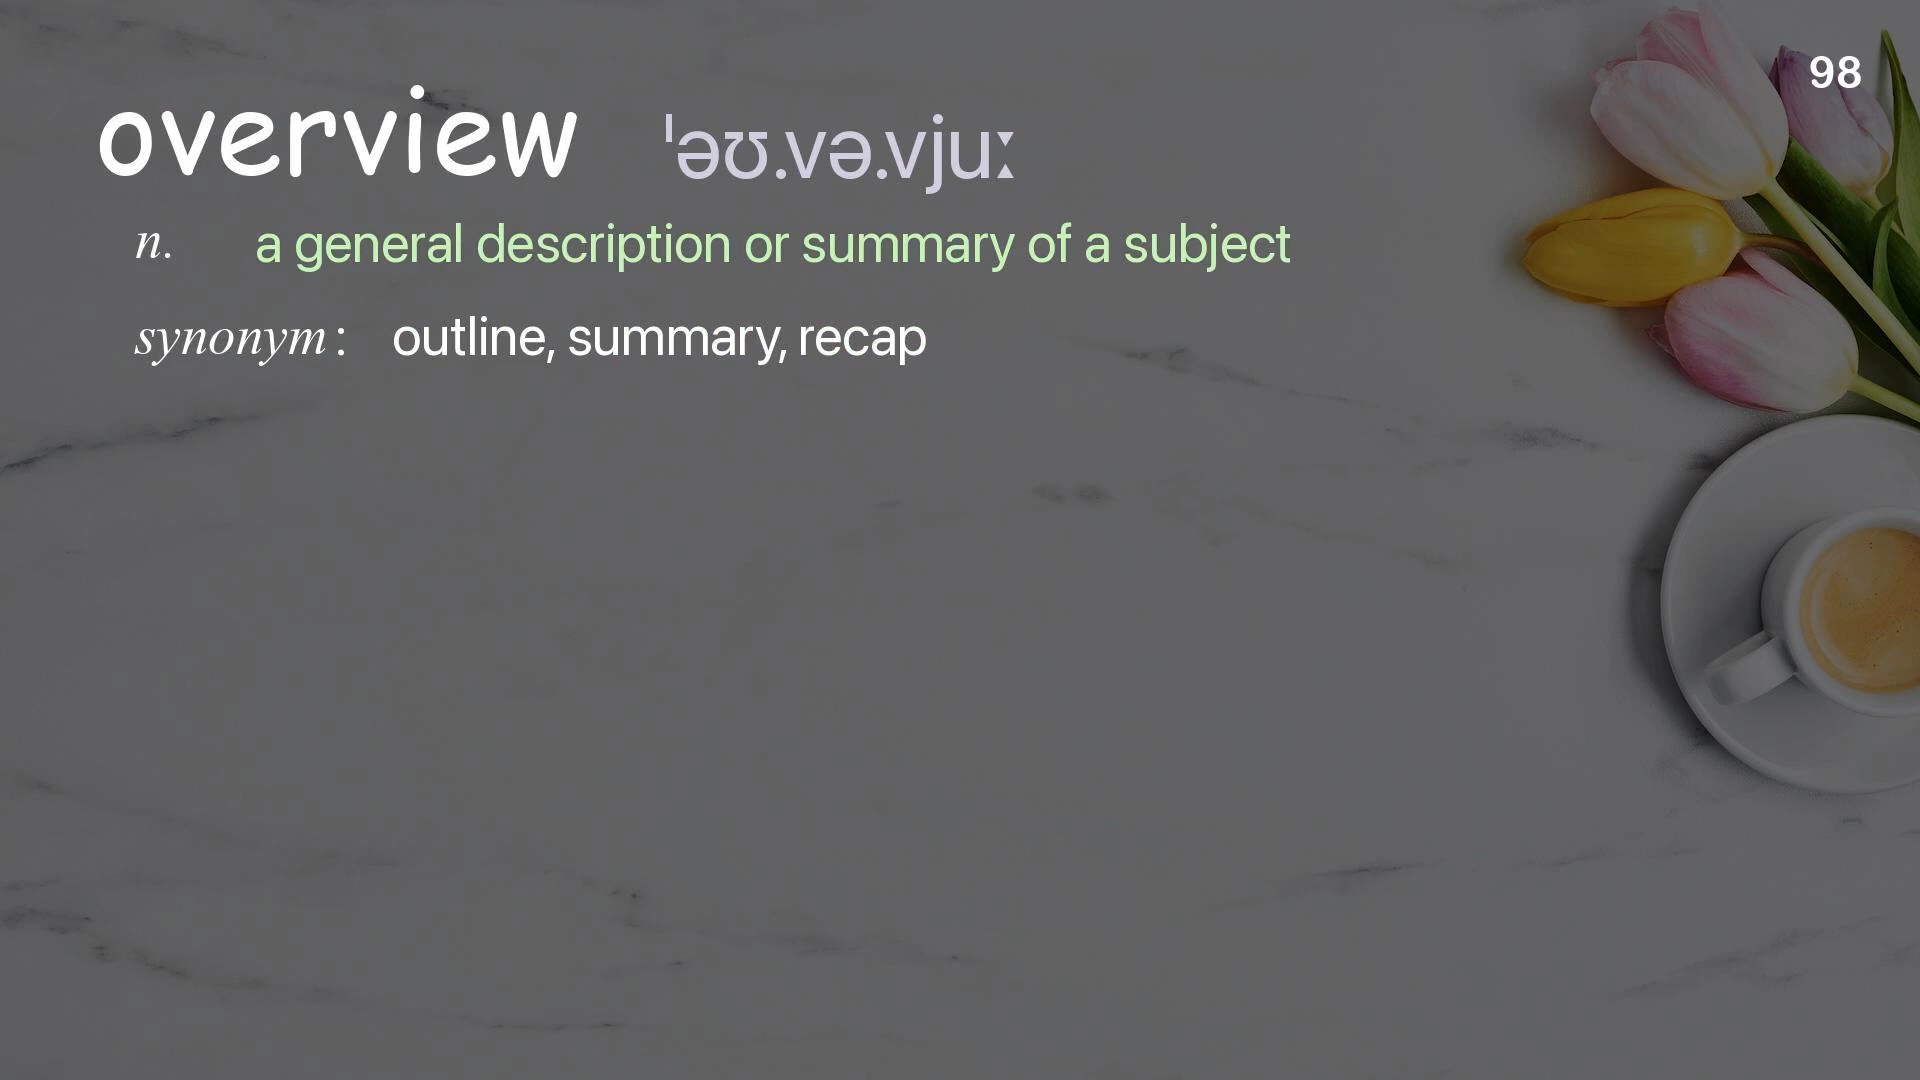 98
overview ˈəʊ.və.vjuː
n. a general description or summary of a subject
synonym : outline, summary, recap